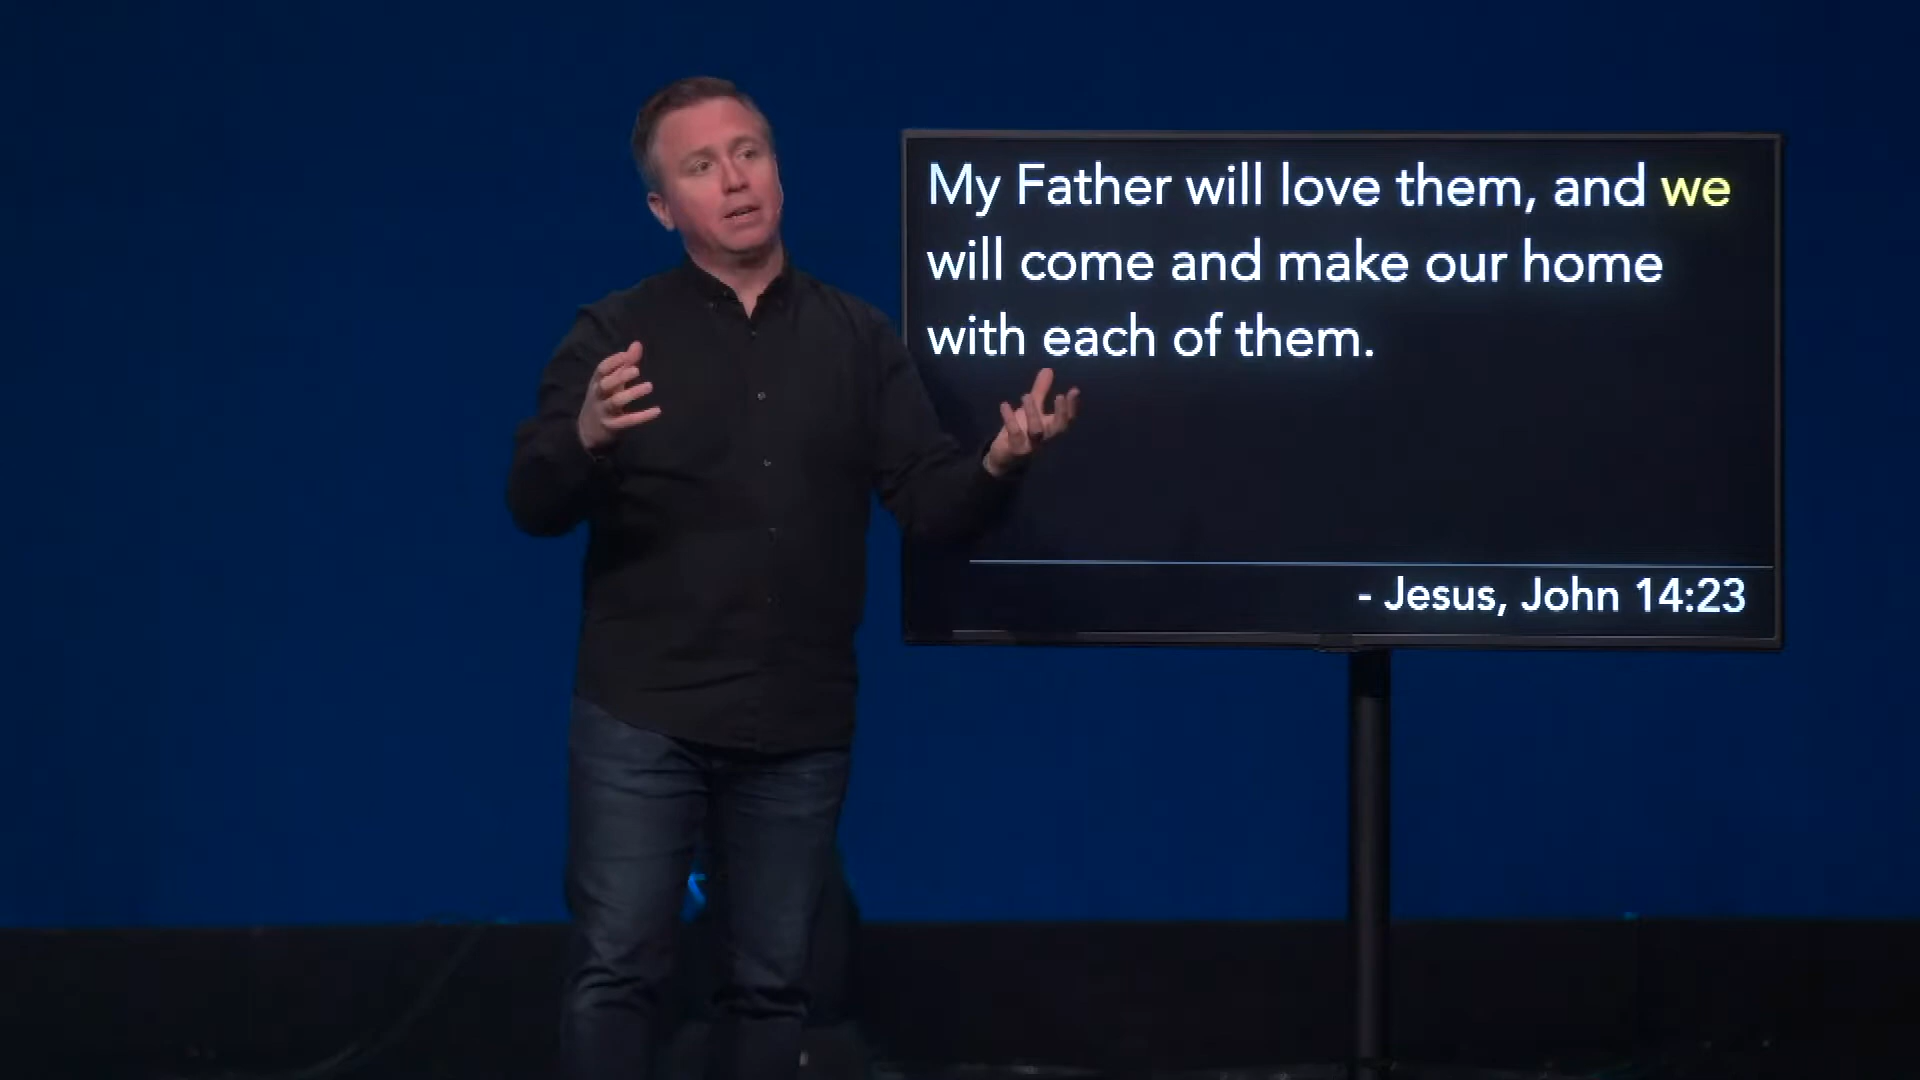 My Father will love them, and we
will come and make our home
with each of them.
- Jesus, John 14:23